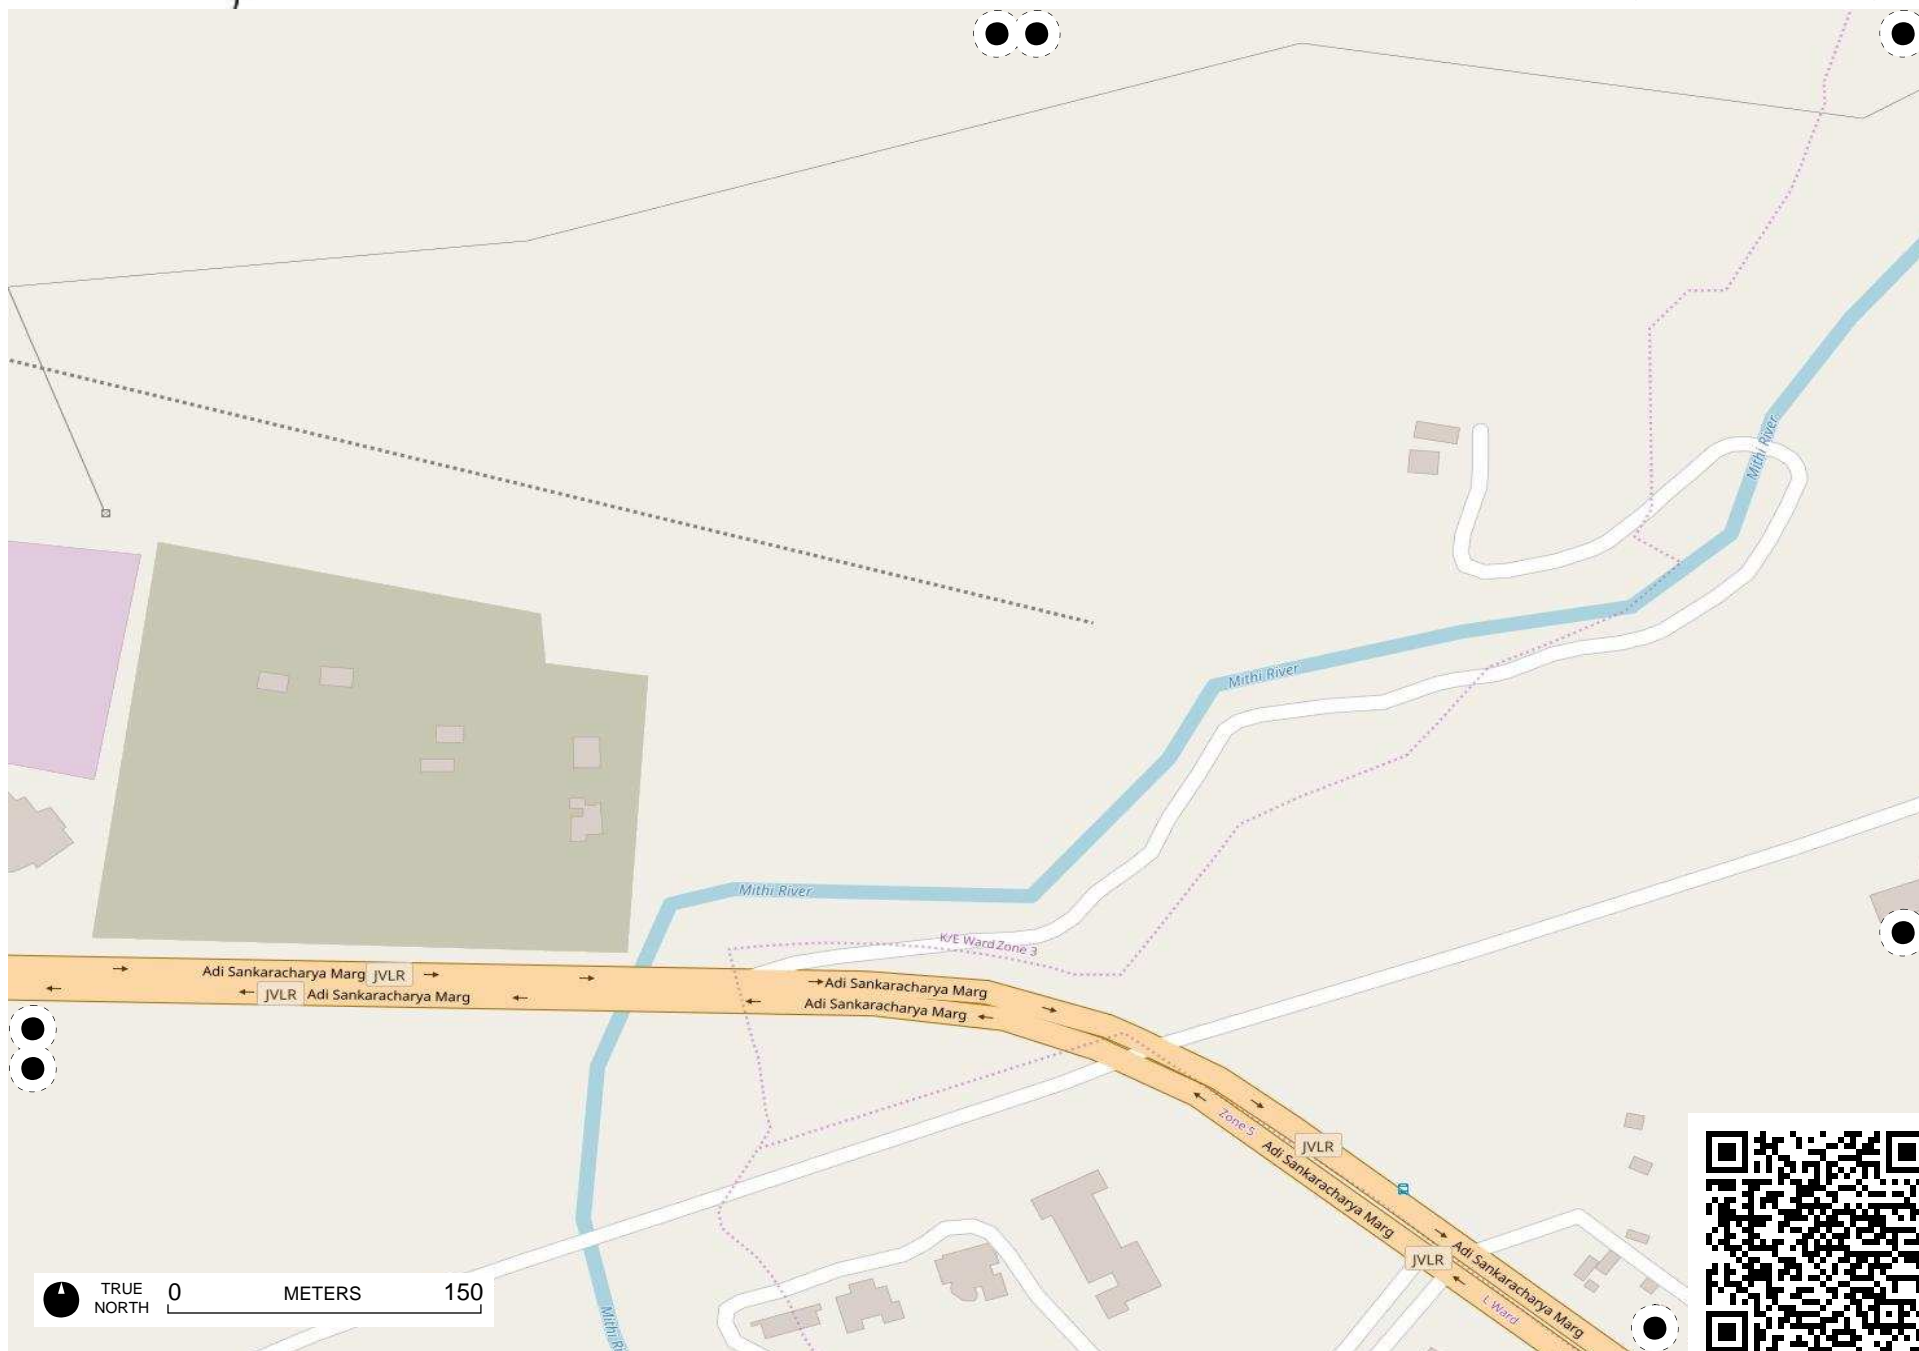 Mithi River
Mithi River
Mithi River
K/E Ward Zone 3
Adi Sankaracharya Marg JVLR
JVLR Adi Sankaracharya Marg
Adi Sankaracharya Marg
Adi Sankaracharya Marg
Zone 5
JVLR
Adi Sankaracharya Marg
JVLR
Adi Sankaracharya Marg
L Ward
TRUE NORTH
0 METERS 150
Mithi Ri